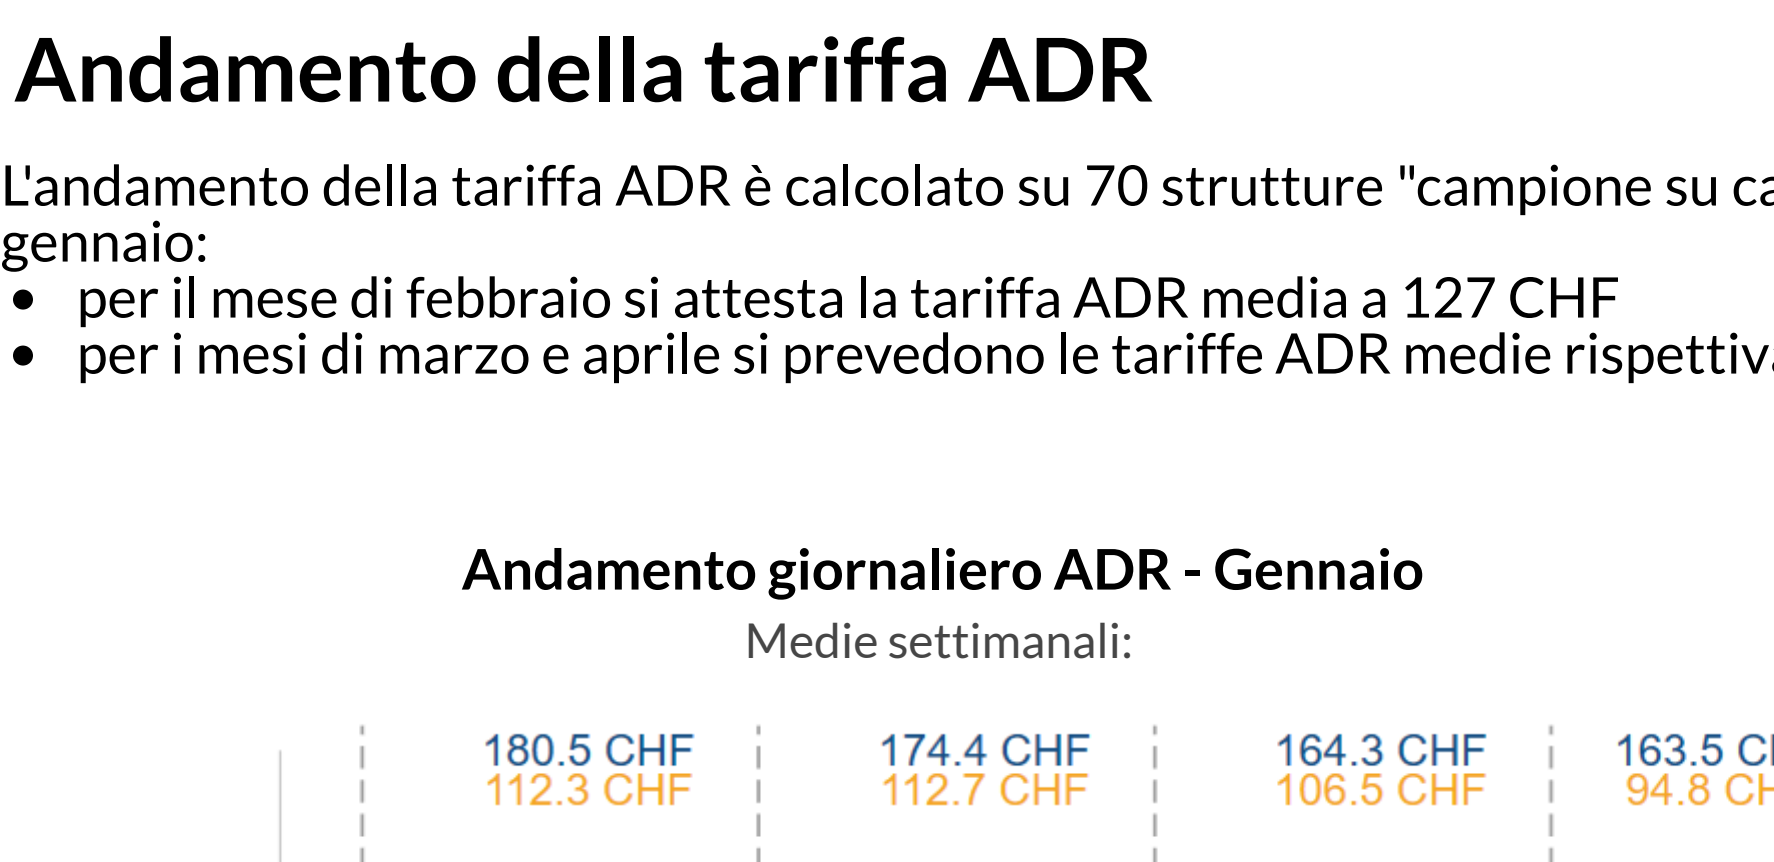 Andamento della tariffa ADR
L'andamento della tariffa ADR è calcolato su 70 strutture "campione su
gennaio:
• per il mese di febbraio si attesta la tariffa ADR media a 127 CHF
• per i mesi di marzo e aprile si prevedono le tariffe ADR medie
Andamento giornaliero ADR - Gennaio
Medie settimanali:
180.5 CHF 174.4 CHF 164.3 CHF 163.5
112.3 CHF 112.7 CHF 106.5 CHF 94.8